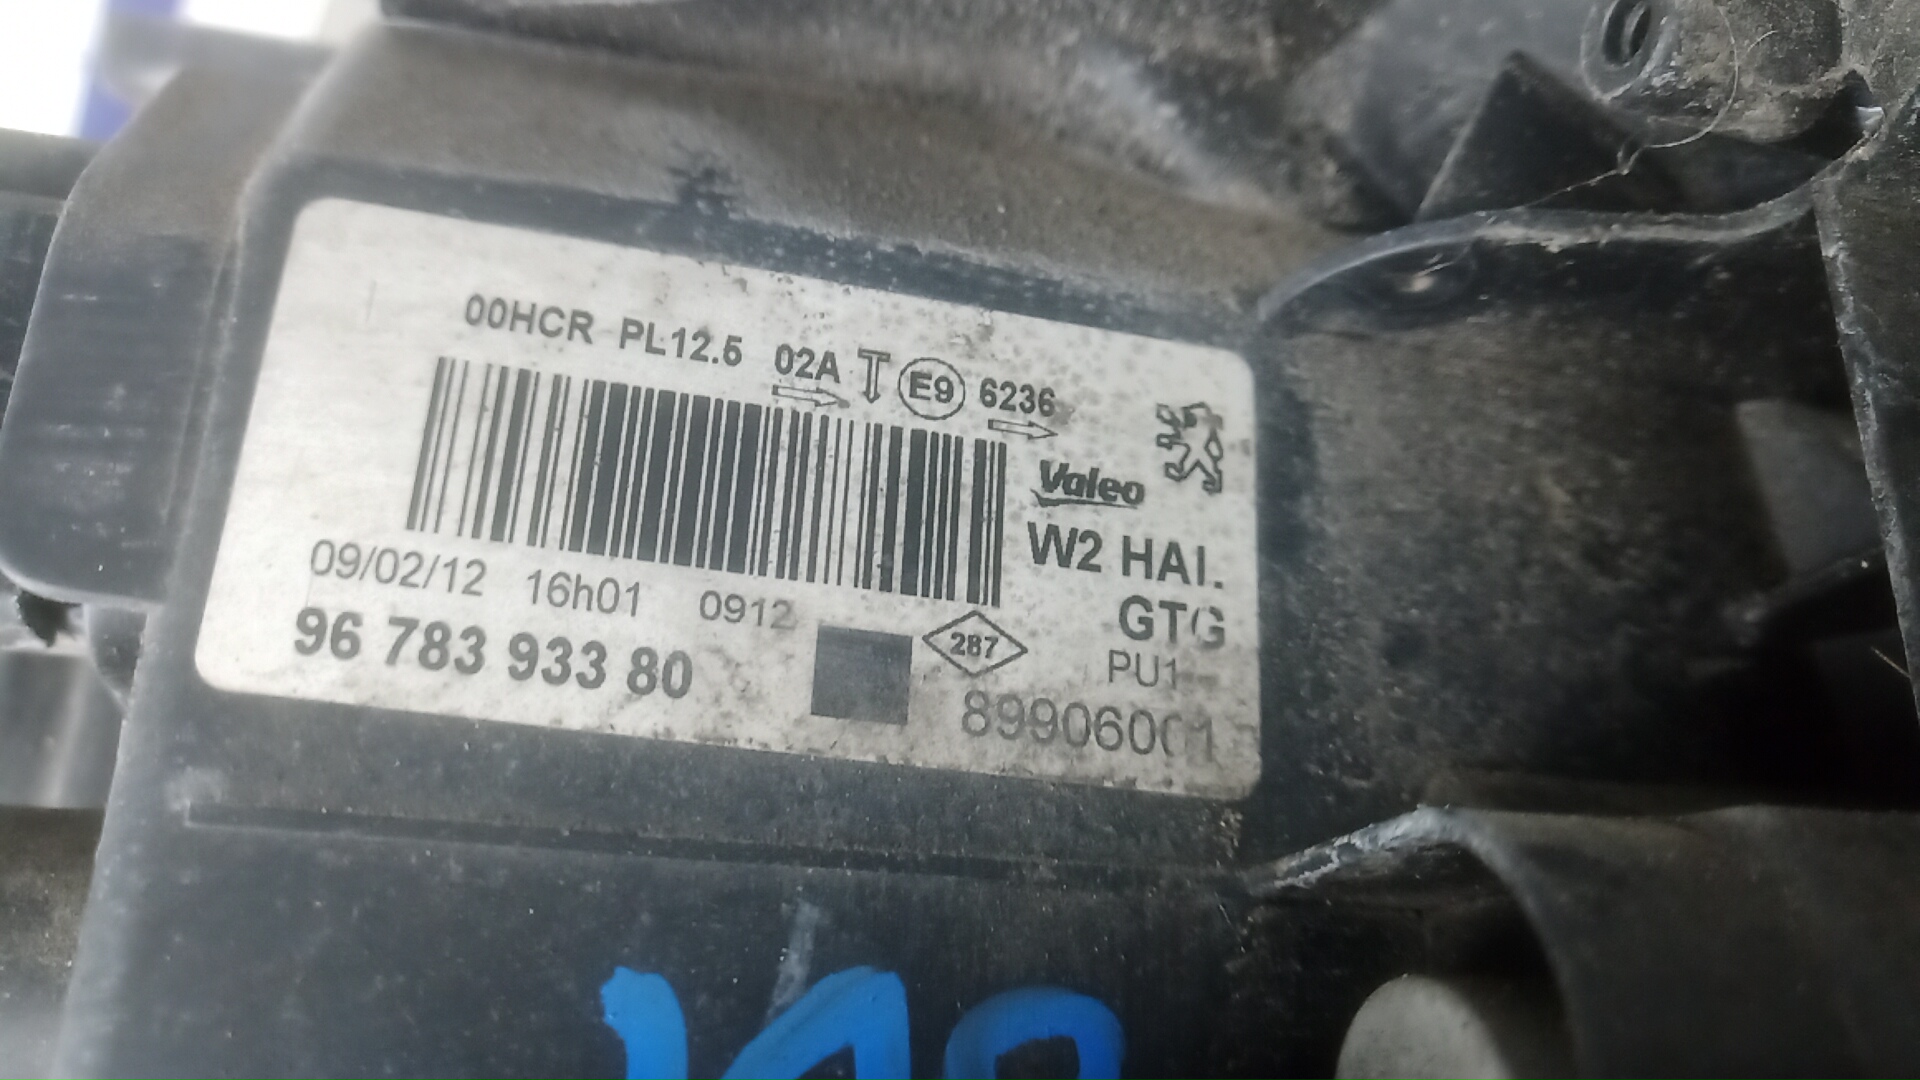 00HCR PL12.5 02A E9 6236
Valeo
W2 HAL.
GTG
PU1
09/02/12 16h01 0912
96 783 933 80
287
89906001